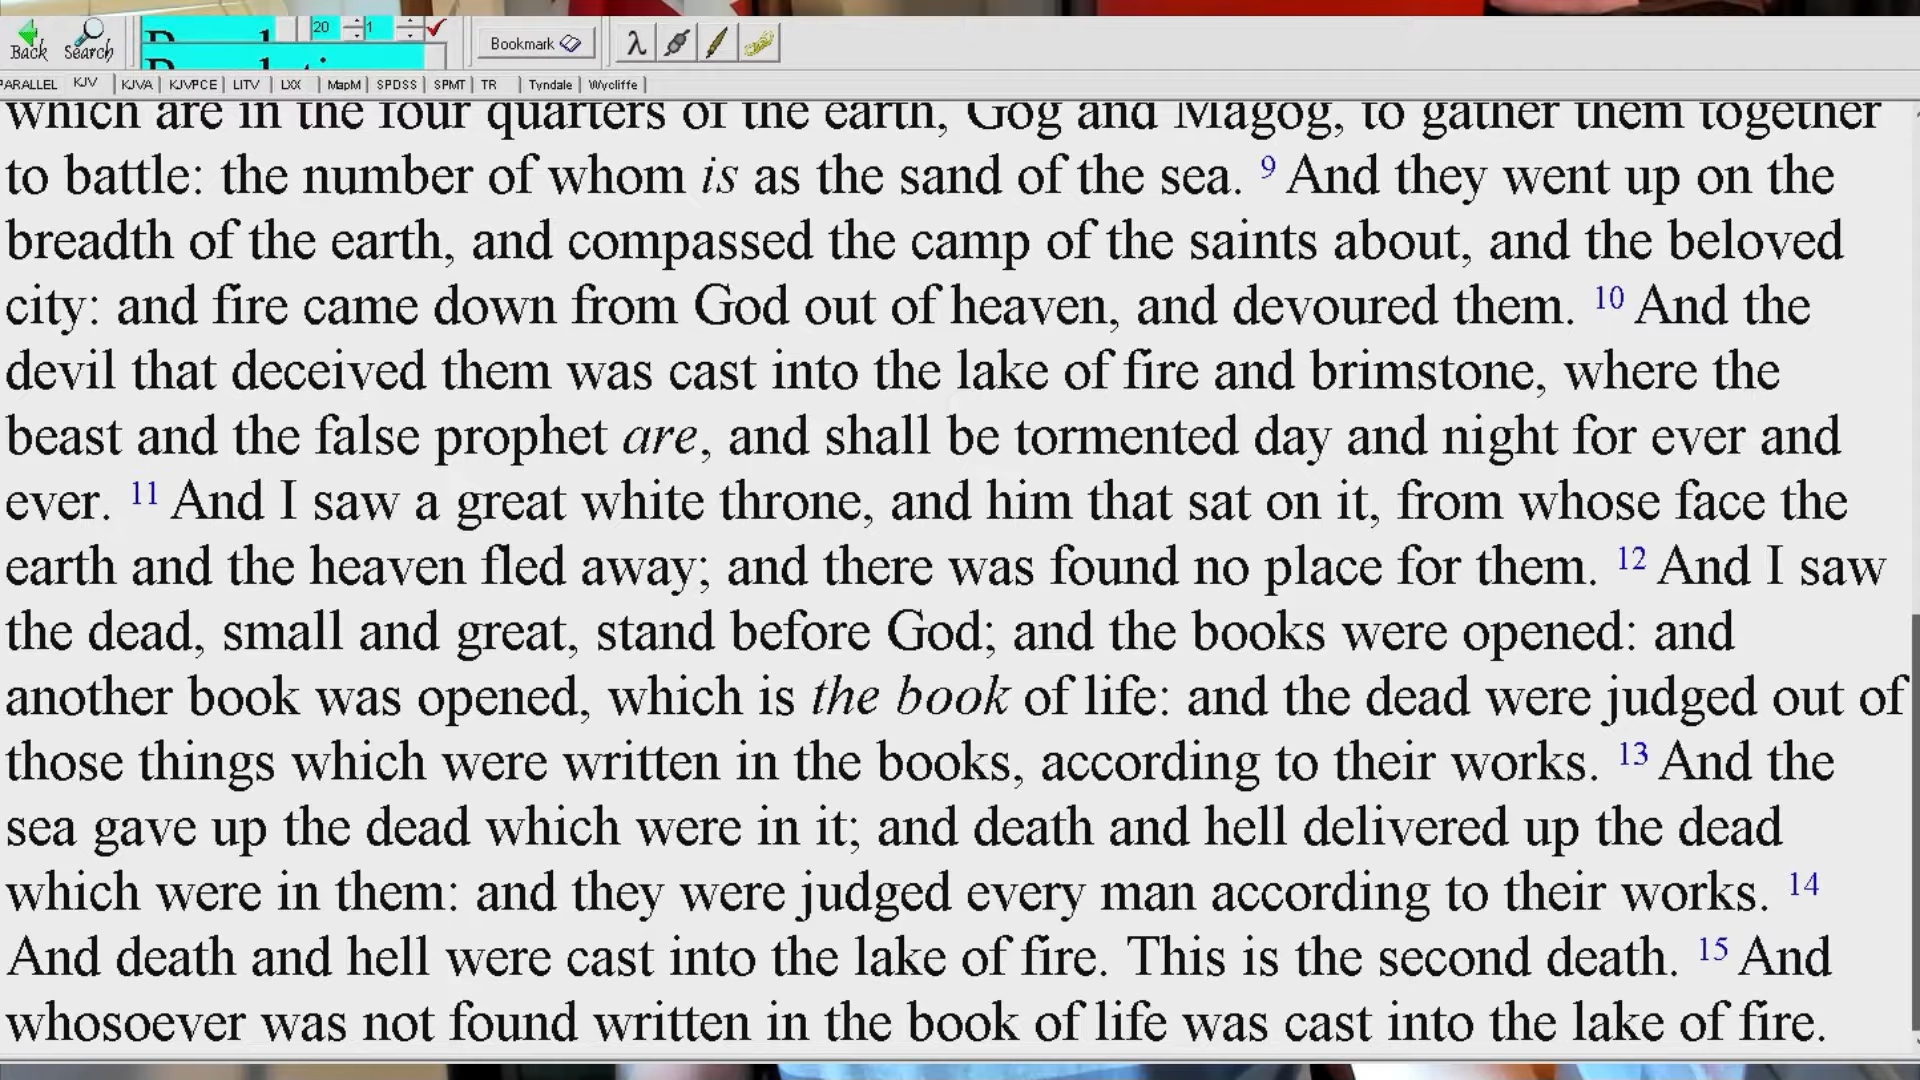 20 1
Back Search Bookmark λ
PARALLEL KJV KJVA KJVPCE LITV LXX MapM SPDSS SPMT TR Tyndale Wycliffe
which are in the four quarters of the earth, Gog and Magog, to gather them together
to battle: the number of whom is as the sand of the sea. 9 And they went up on the
breadth of the earth, and compassed the camp of the saints about, and the beloved
city: and fire came down from God out of heaven, and devoured them. 10 And the
devil that deceived them was cast into the lake of fire and brimstone, where the
beast and the false prophet are, and shall be tormented day and night for ever and
ever. 11 And I saw a great white throne, and him that sat on it, from whose face the
earth and the heaven fled away; and there was found no place for them. 12 And I saw
the dead, small and great, stand before God; and the books were opened: and
another book was opened, which is the book of life: and the dead were judged out of
those things which were written in the books, according to their works. 13 And the
sea gave up the dead which were in it; and death and hell delivered up the dead
which were in them: and they were judged every man according to their works. 14
And death and hell were cast into the lake of fire. This is the second death. 15 And
whosoever was not found written in the book of life was cast into the lake of fire.